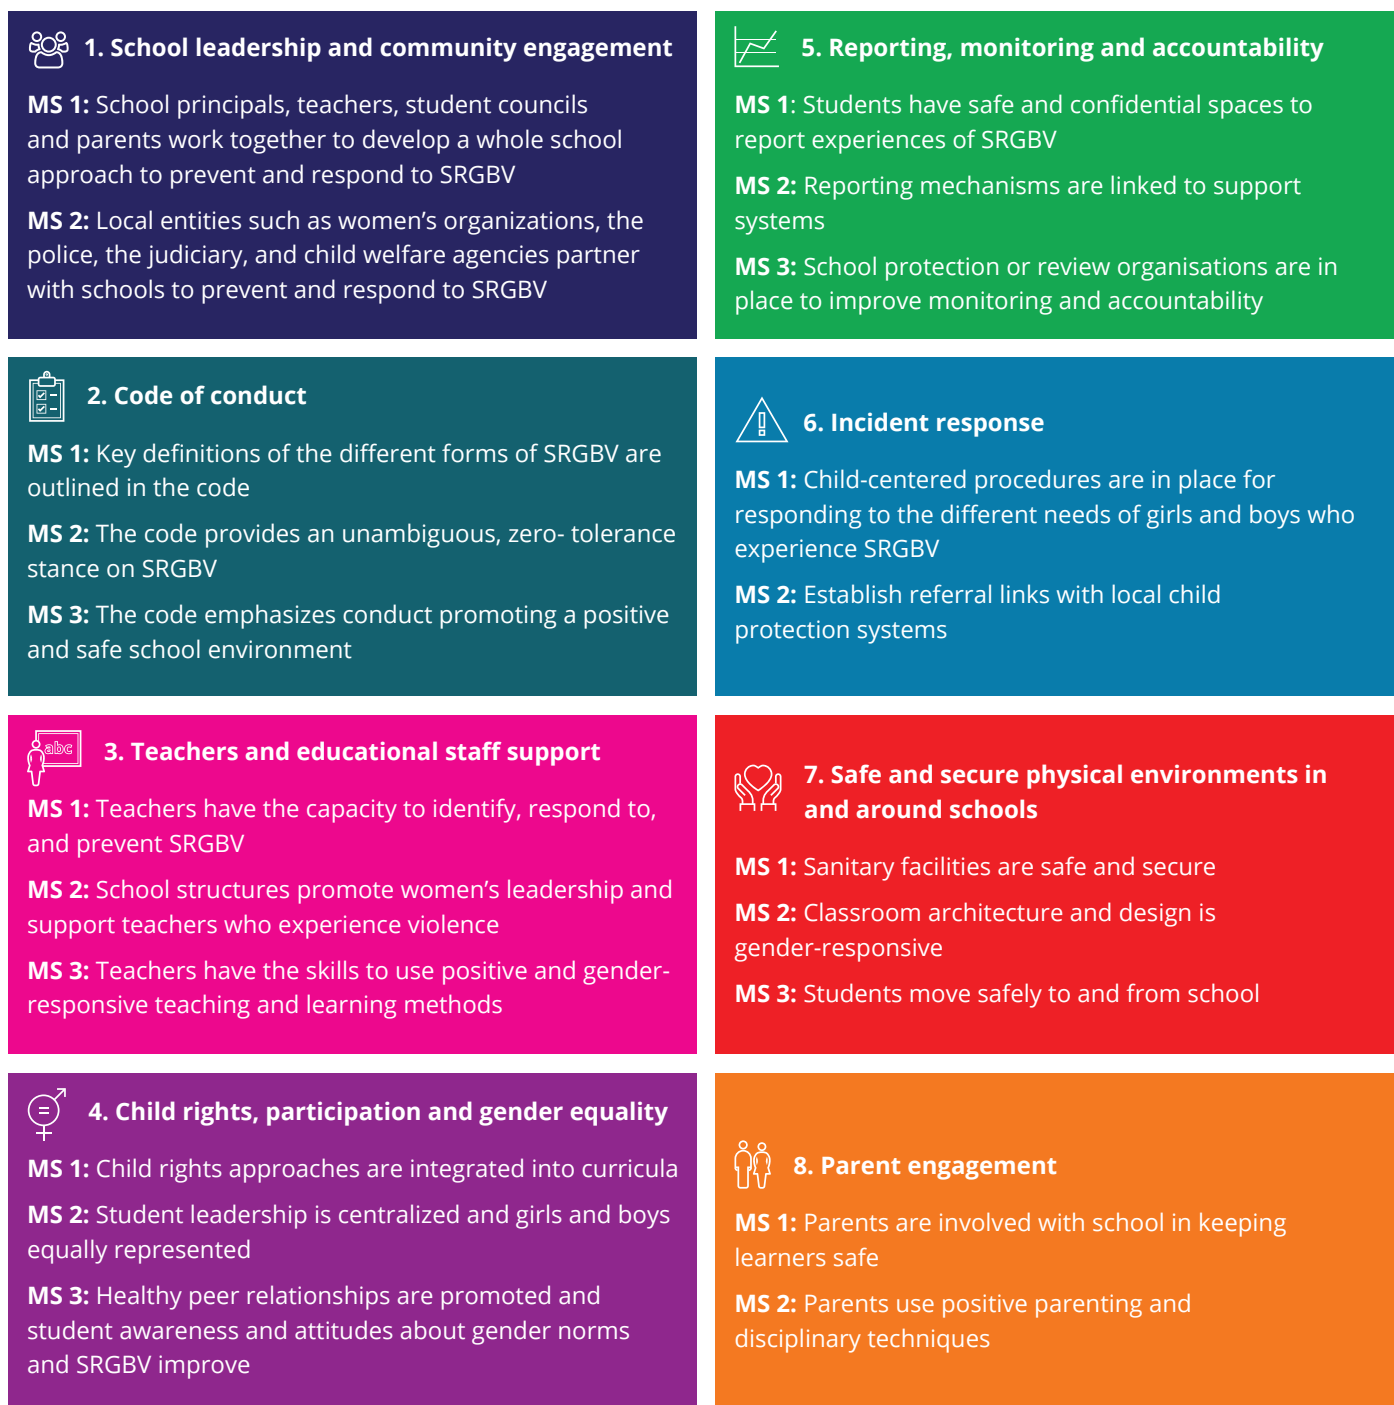 1. School leadership and community engagement
MS 1: School principals, teachers, student councils
and parents work together to develop a whole school
approach to prevent and respond to SRGBV
MS 2: Local entities such as women’s organizations, the
police, the judiciary, and child welfare agencies partner
with schools to prevent and respond to SRGBV
2. Code of conduct
MS 1: Key definitions of the different forms of SRGBV are
outlined in the code
MS 2: The code provides an unambiguous, zero- tolerance
stance on SRGBV
MS 3: The code emphasizes conduct promoting a positive
and safe school environment
abc
3. Teachers and educational staff support
MS 1: Teachers have the capacity to identify, respond to,
and prevent SRGBV
MS 2: School structures promote women’s leadership and
support teachers who experience violence
MS 3: Teachers have the skills to use positive and gender-
responsive teaching and learning methods
4. Child rights, participation and gender equality
MS 1: Child rights approaches are integrated into curricula
MS 2: Student leadership is centralized and girls and boys
equally represented
MS 3: Healthy peer relationships are promoted and
student awareness and attitudes about gender norms
and SRGBV improve
5. Reporting, monitoring and accountability
MS 1: Students have safe and confidential spaces to
report experiences of SRGBV
MS 2: Reporting mechanisms are linked to support
systems
MS 3: School protection or review organisations are in
place to improve monitoring and accountability
6. Incident response
MS 1: Child-centered procedures are in place for
responding to the different needs of girls and boys who
experience SRGBV
MS 2: Establish referral links with local child
protection systems
7. Safe and secure physical environments in
and around schools
MS 1: Sanitary facilities are safe and secure
MS 2: Classroom architecture and design is
gender-responsive
MS 3: Students move safely to and from school
8. Parent engagement
MS 1: Parents are involved with school in keeping
learners safe
MS 2: Parents use positive parenting and
disciplinary techniques